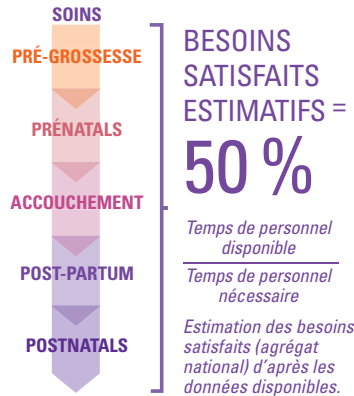 SOINS
PRÉ-GROSSESSE
PRÉNATALS
ACCOUCHEMENT
POST-PARTUM
POSTNATALS
BESOINS
SATISFAITS
ESTIMATIFS =
50 %
Temps de personnel
disponible
Temps de personnel
nécessaire
Estimation des besoins
satisfaits (agrégat
national) d’après les
données disponibles.